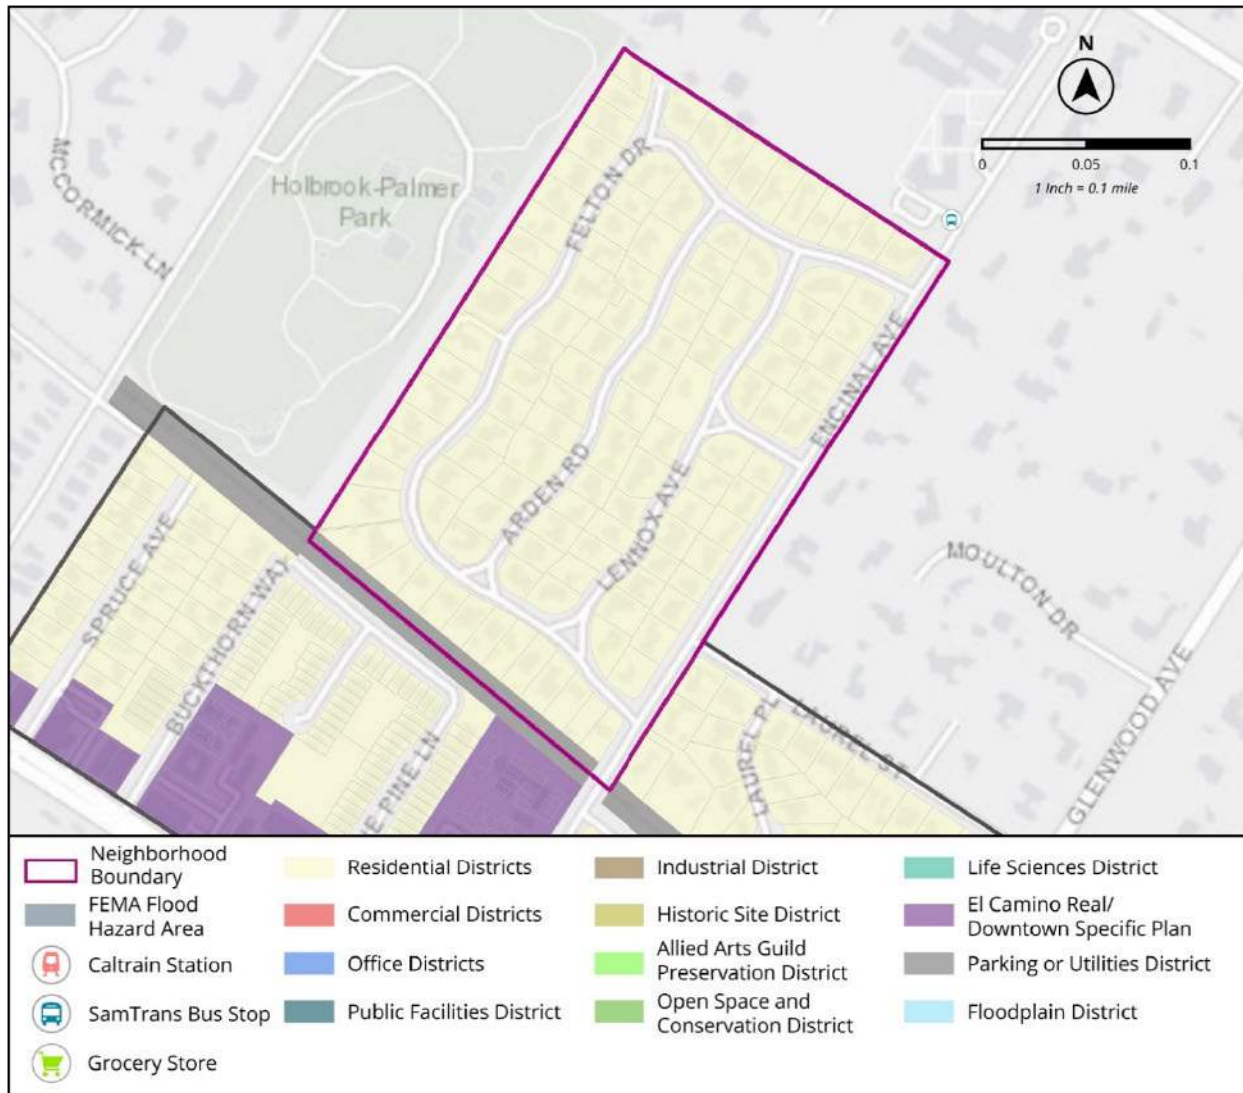 N
0
0.05
0.1
1 Inch = 0.1 mile
MCCORMICK LN
Holbrook-Palmer
Park
FELTON DR
ENCINAL AVE
ARDEN RD
LENNOX AVE
MOULTON DR
SPRUCE AVE
BUCKTHORN WAY
LAUREL PL
LAUREL ST
GLENWOOD AVE
PINE LN
Neighborhood
Boundary
FEMA Flood
Hazard Area
Caltrain Station
SamTrans Bus Stop
Grocery Store
Residential Districts
Commercial Districts
Office Districts
Public Facilities District
Industrial District
Historic Site District
Allied Arts Guild
Preservation District
Open Space and
Conservation District
Life Sciences District
El Camino Real/
Downtown Specific Plan
Parking or Utilities District
Floodplain District